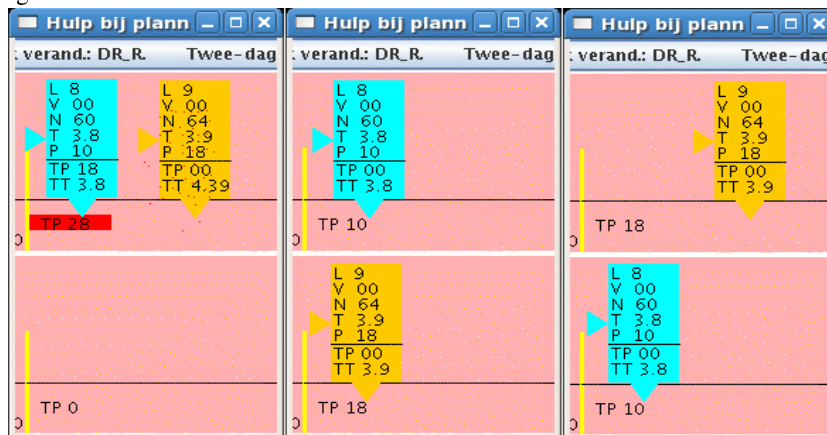 Hulp bij plann
verand.: DR_R. Twee-dag
L 8
V 00
N 60
T 3.8
P 10
TP 18
TT 3.8
L 9
V 00
N 64
T 3.9
P 18
TP 00
TT 4.39
TP 28
TP 0
Hulp bij plann
verand.: DR_R. Twee-dag
L 8
V 00
N 60
T 3.8
P 10
TP 00
TT 3.8
TP 10
L 9
V 00
N 64
T 3.9
P 18
TP 00
TT 3.9
TP 18
Hulp bij plann
k verand.: DR_R. Twee-dag
L 9
V 00
N 64
T 3.9
P 18
TP 00
TT 3.9
TP 18
L 8
V 00
N 60
T 3.8
P 10
TP 00
TT 3.8
TP 10